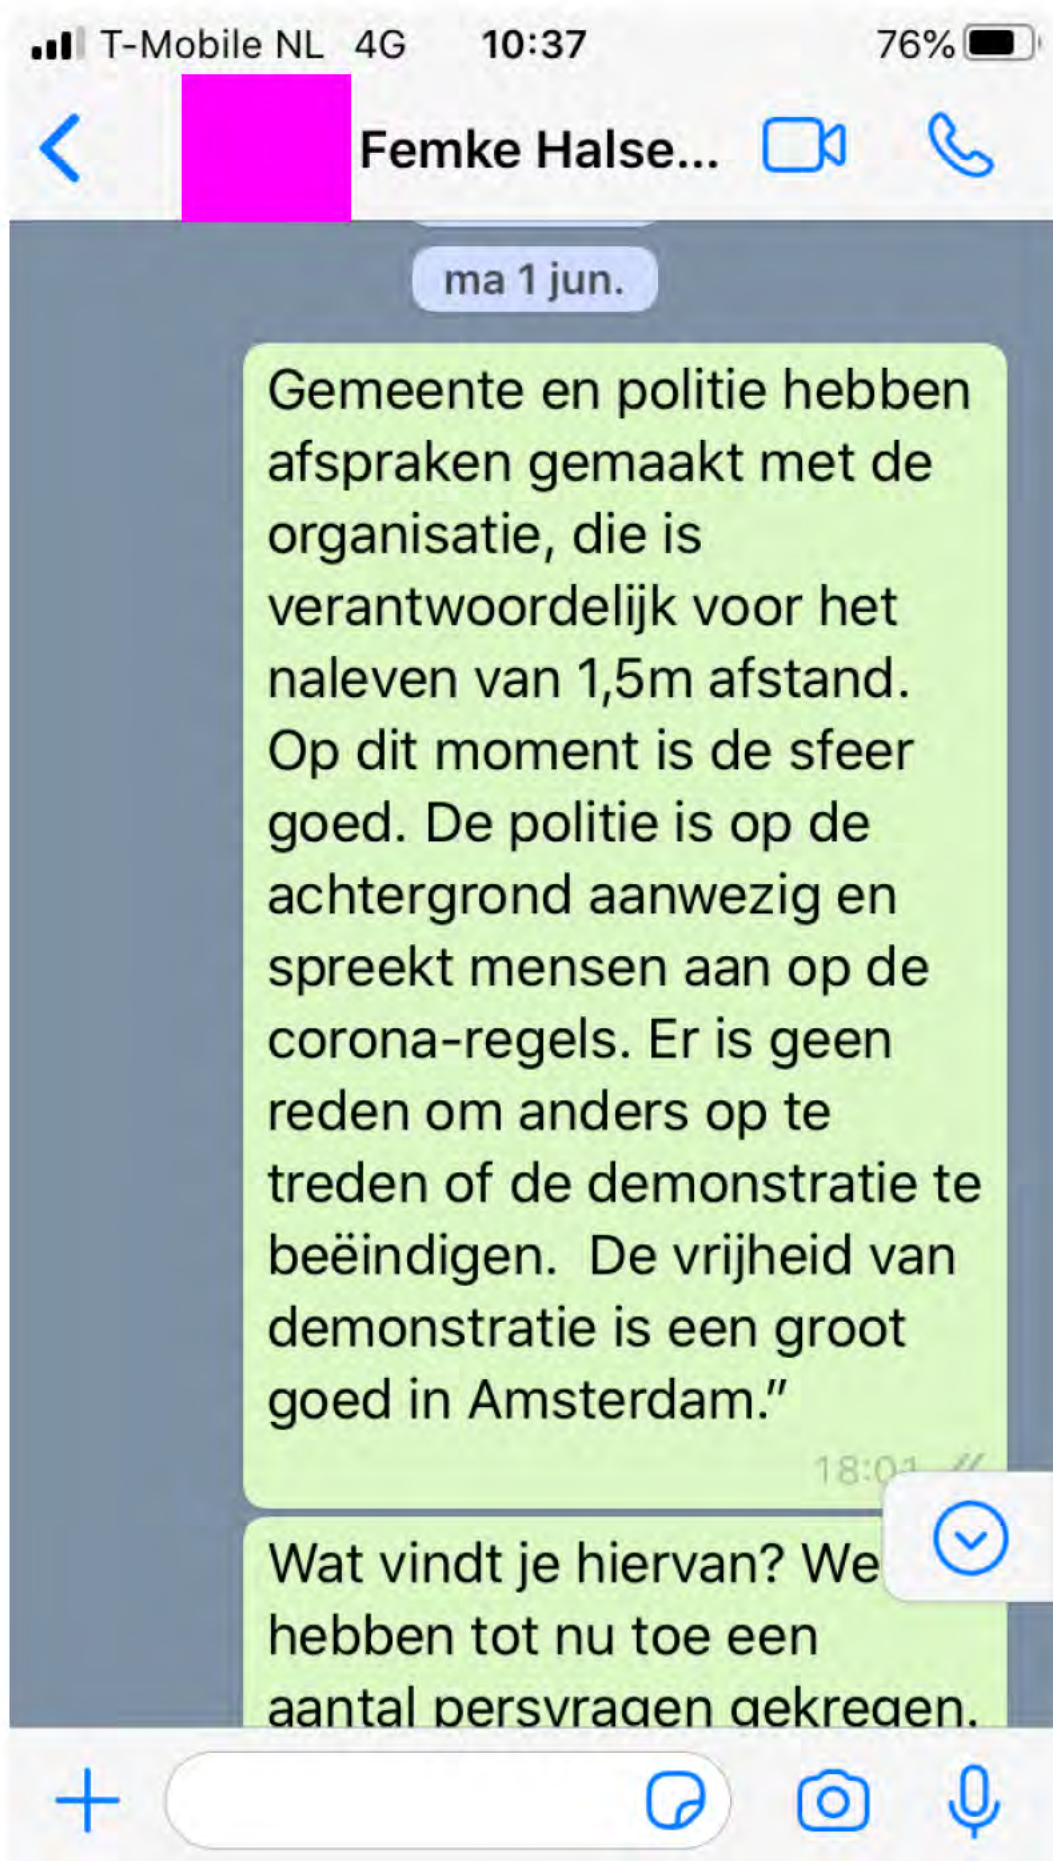 T-Mobile NL 4G 10:37 76%
Femke Halse...
ma 1 jun.
Gemeente en politie hebben
afspraken gemaakt met de
organisatie, die is
verantwoordelijk voor het
naleven van 1,5m afstand.
Op dit moment is de sfeer
goed. De politie is op de
achtergrond aanwezig en
spreekt mensen aan op de
corona-regels. Er is geen
reden om anders op te
treden of de demonstratie te
beëindigen.  De vrijheid van
demonstratie is een groot
goed in Amsterdam.”
18:01
Wat vindt je hiervan? We
hebben tot nu toe een
aantal persvragen gekregen.